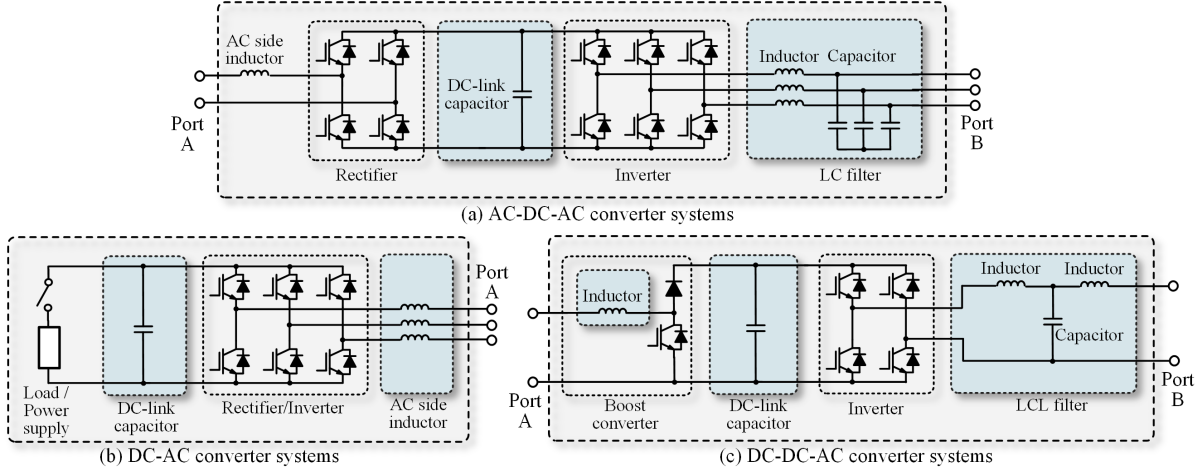 AC side
inductor
Port
A
Rectifier
DC-link
capacitor
Inverter
Inductor Capacitor
LC filter
Port
B
(a) AC-DC-AC converter systems
Load /
Power
supply
DC-link
capacitor
Rectifier/Inverter
AC side
inductor
Port
A
(b) DC-AC converter systems
Port
A
Inductor
Boost
converter
DC-link
capacitor
Inverter
Inductor Inductor
Capacitor
LCL filter
Port
B
(c) DC-DC-AC converter systems